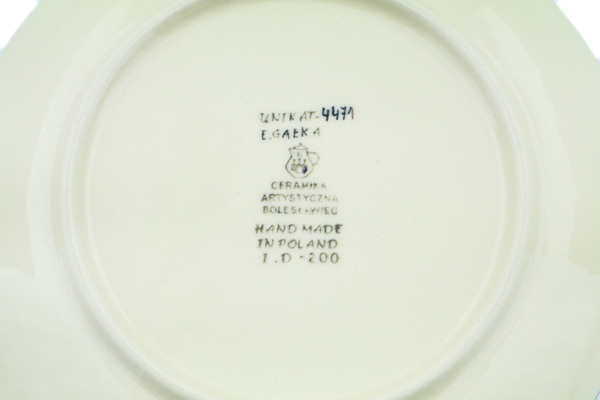 UNIKAT-4471
E.GAŁKA
CERAMIKA
ARTYSTYCZNA
BOLESŁAWIEC
HAND MADE
IN POLAND
I.D-200